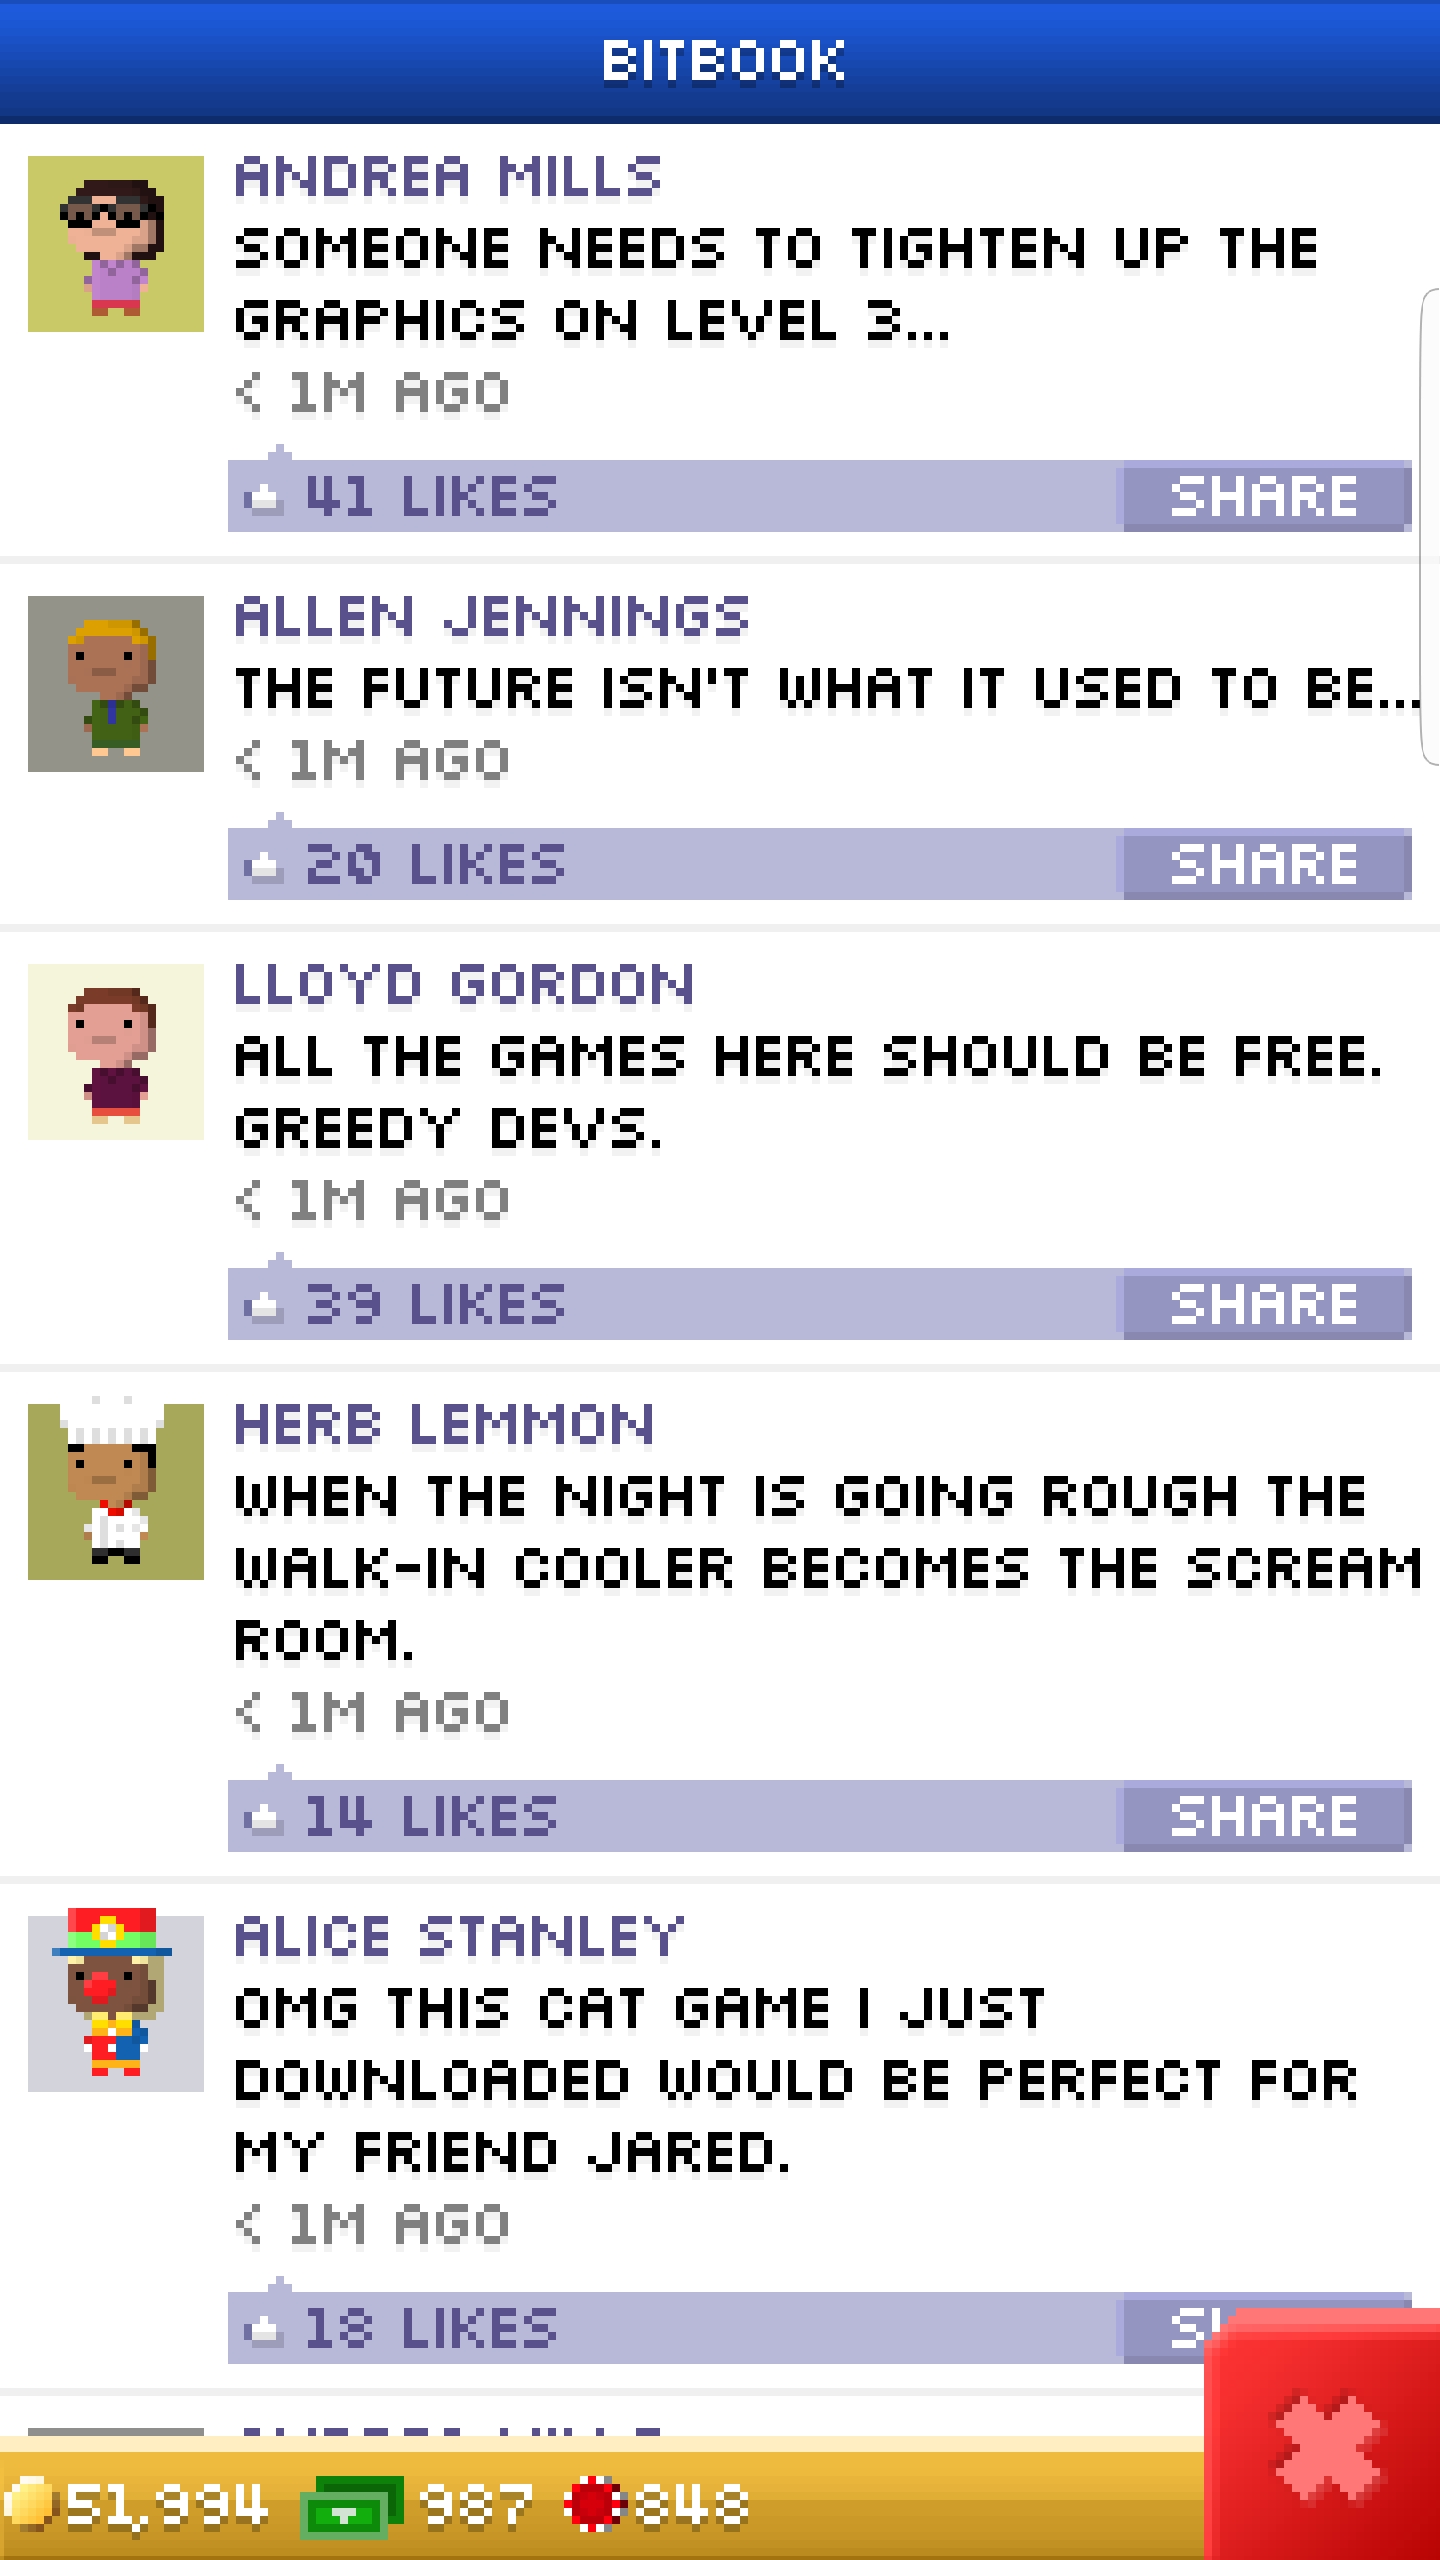 BITBOOK
ANDREA MILLS
SOMEONE NEEDS TO TIGHTEN UP THE
GRAPHICS ON LEVEL 3...
< 1M AGO
41 LIKES
SHARE
ALLEN JENNINGS
THE FUTURE ISN'T WHAT IT USED TO BE...
< 1M AGO
20 LIKES
SHARE
LLOYD GORDON
ALL THE GAMES HERE SHOULD BE FREE.
GREEDY DEVS.
< 1M AGO
39 LIKES
SHARE
HERB LEMMON
WHEN THE NIGHT IS GOING ROUGH THE
WALK-IN COOLER BECOMES THE SCREAM
ROOM.
< 1M AGO
14 LIKES
SHARE
ALICE STANLEY
OMG THIS CAT GAME I JUST
DOWNLOADED WOULD BE PERFECT FOR
MY FRIEND JARED.
< 1M AGO
18 LIKES
51,994 987 848